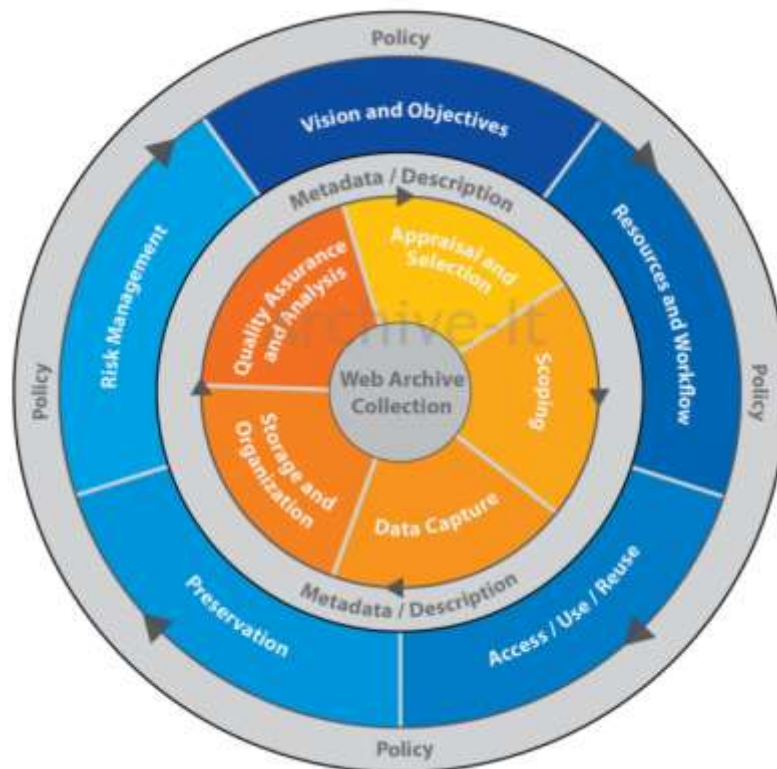 Policy
Vision and Objectives
Metadata / Description
Risk Management
Resources and Workflow
Quality Assurance
and Analysis
Appraisal and
Selection
Archive-It
Policy
Web Archive
Collection
Scoping
Policy
Storage and
Organization
Data Capture
Metadata / Description
Preservation
Access / Use / Reuse
Policy